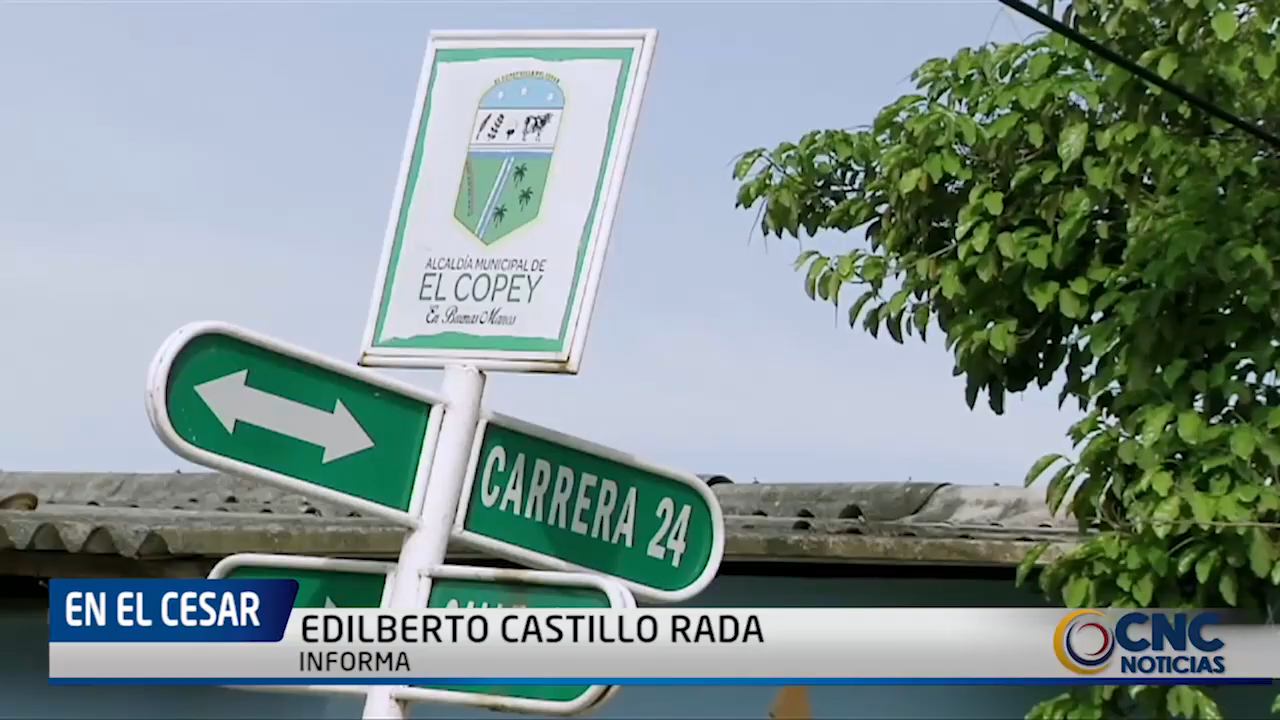 ALCALDÍA MUNICIPAL DE
EL COPEY
En Buenas Manos
CARRERA 24
EN EL CESAR
EDILBERTO CASTILLO RADA
INFORMA
CNC
NOTICIAS